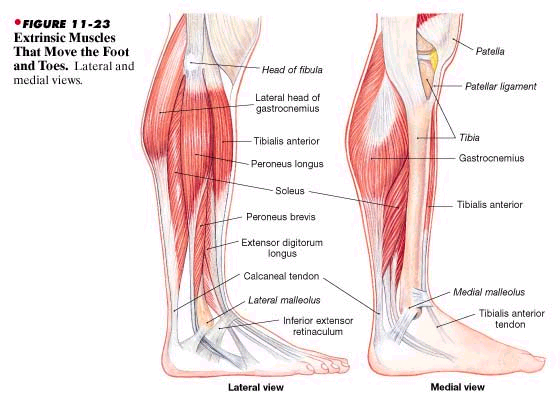 •FIGURE 11-23
Extrinsic Muscles
That Move the Foot
and Toes. Lateral and
medial views.
Patella
Head of fibula
Patellar ligament
Lateral head of
gastrocnemius
Tibialis anterior
Tibia
Peroneus longus
Gastrocnemius
Soleus
Tibialis anterior
Peroneus brevis
Extensor digitorum
longus
Calcaneal tendon
Lateral malleolus
Medial malleolus
Inferior extensor
retinaculum
Tibialis anterior
tendon
Lateral view
Medial view